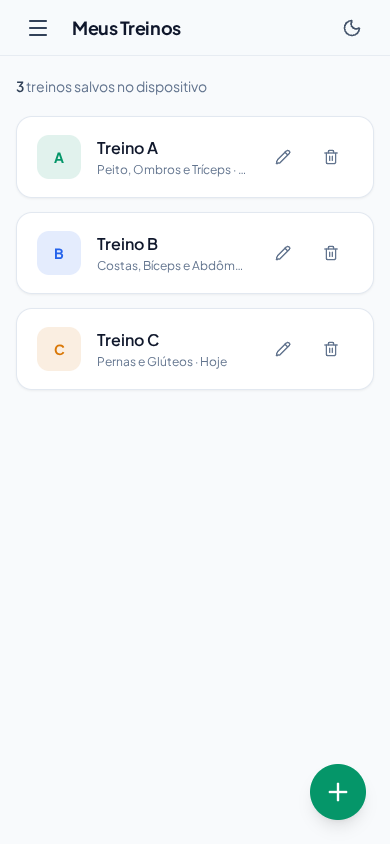 Meus Treinos
3 treinos salvos no dispositivo
A
Treino A
Peito, Ombros e Tríceps · ...
B
Treino B
Costas, Bíceps e Abdôm...
C
Treino C
Pernas e Glúteos · Hoje